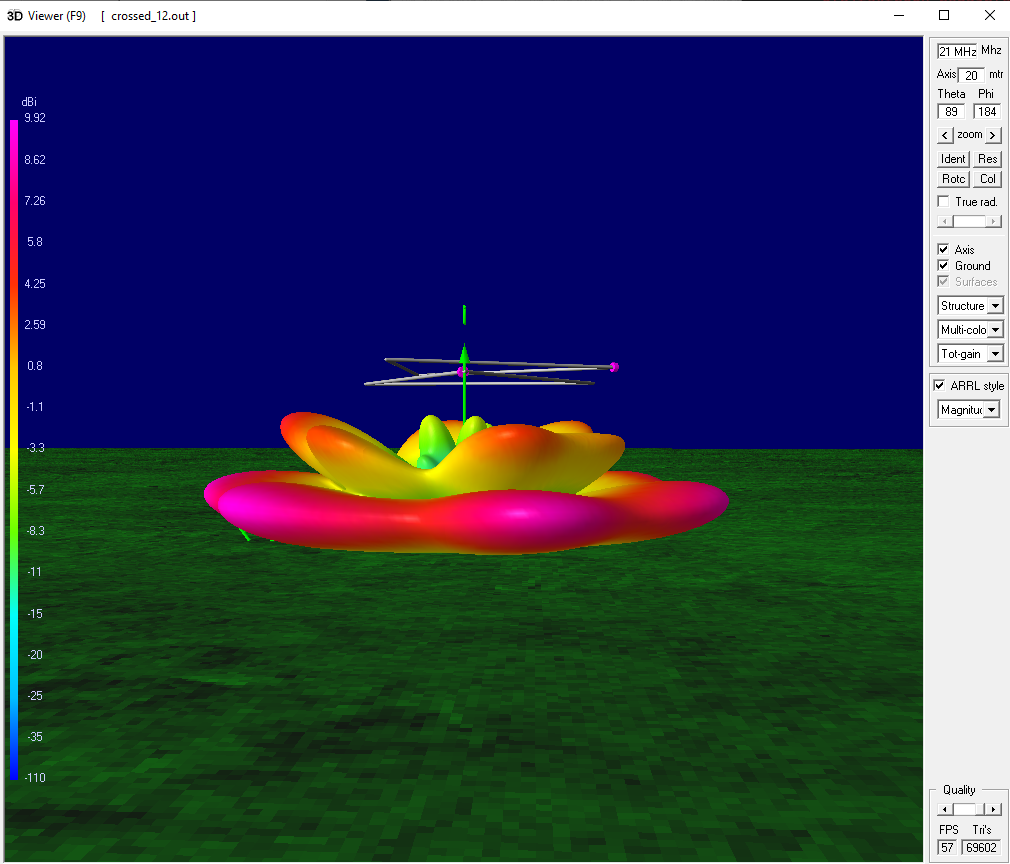 3D Viewer (F9) [ crossed_12.out ]
dBi
9.92
8.62
7.26
5.8
4.25
2.59
0.8
-1.1
-3.3
-5.7
-8.3
-11
-15
-20
-25
-35
-110
21 MHz Mhz
Axis 20 mtr
Theta Phi
89 184
< zoom >
Ident Res
Rotc Col
True rad.
Axis
Ground
Surfaces
Structure
Multi-colo
Tot-gain
ARRL style
Magnitu
Quality
FPS Tri's
57 69602